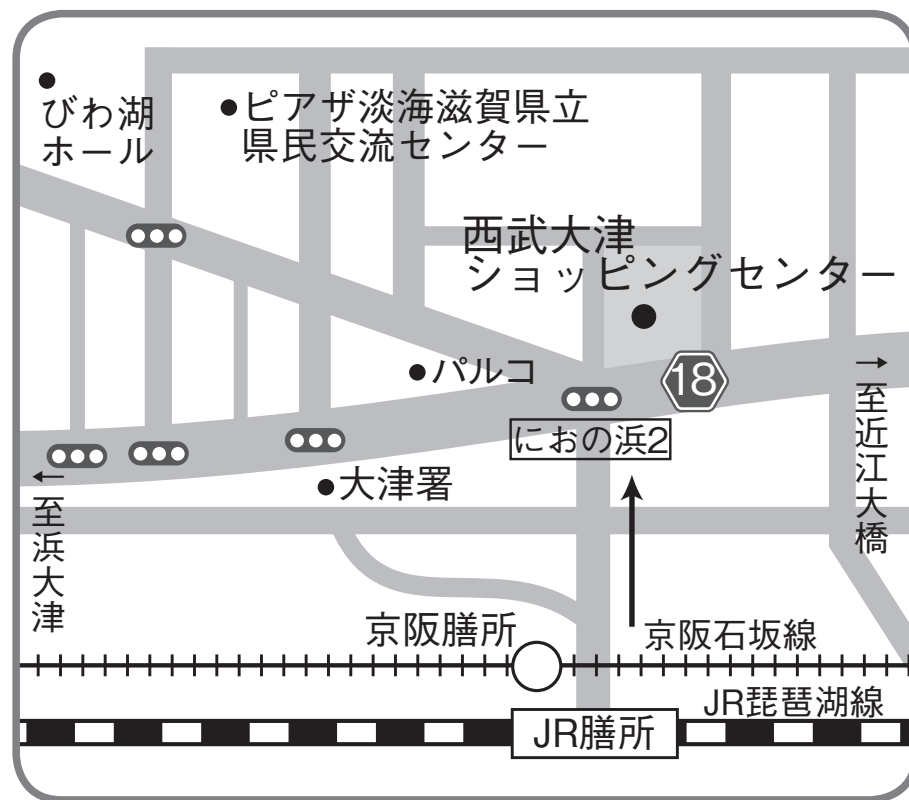 びわ湖
ホール
ピアザ淡海滋賀県立
県民交流センター
西武大津
ショッピングセンター
パルコ
18
→至近江大橋
におの浜2
大津署
←至浜大津
京阪膳所
京阪石坂線
JR琵琶湖線
JR膳所